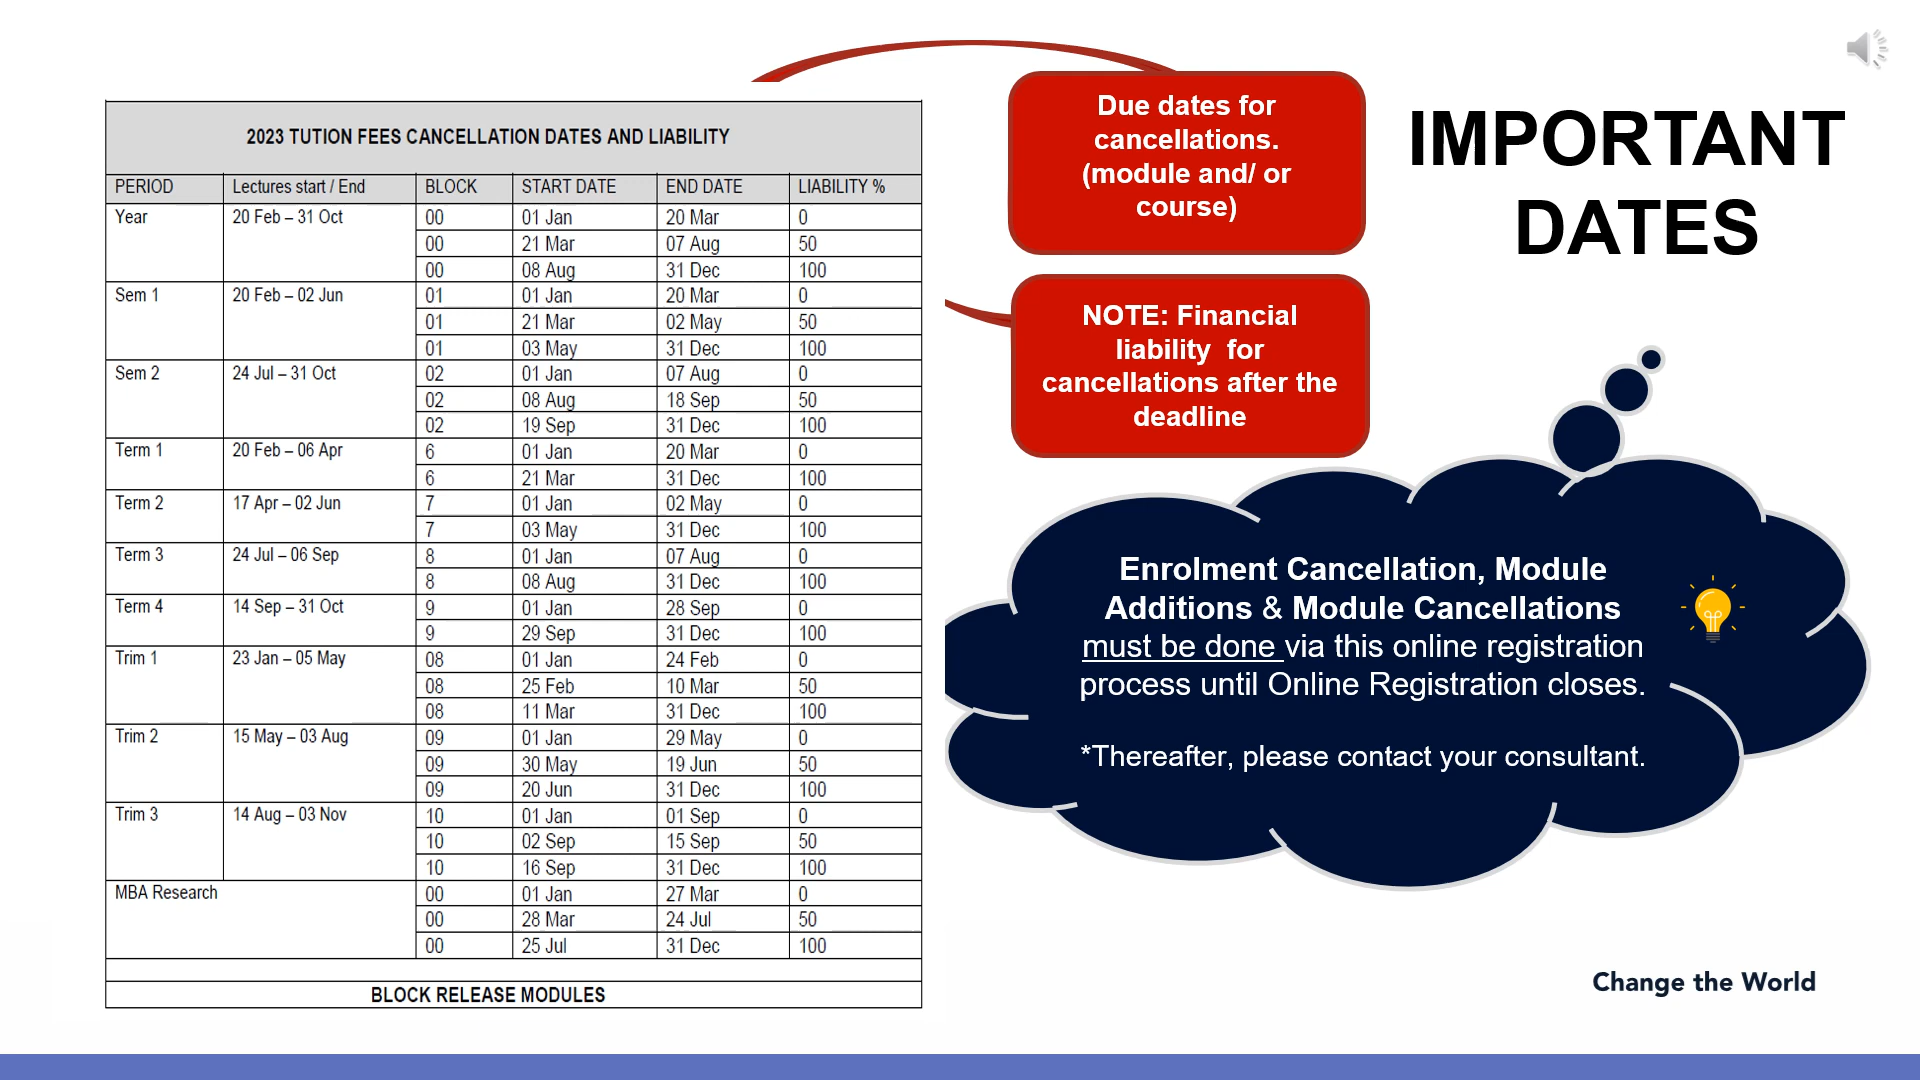 2023 TUTION FEES CANCELLATION DATES AND LIABILITY
PERIOD Lectures start / End BLOCK START DATE END DATE LIABILITY %
Year 20 Feb – 31 Oct 00 01 Jan 20 Mar 0
00 21 Mar 07 Aug 50
00 08 Aug 31 Dec 100
Sem 1 20 Feb – 02 Jun 01 01 Jan 20 Mar 0
01 21 Mar 02 May 50
01 03 May 31 Dec 100
Sem 2 24 Jul – 31 Oct 02 01 Jan 07 Aug 0
02 08 Aug 18 Sep 50
02 19 Sep 31 Dec 100
Term 1 20 Feb – 06 Apr 6 01 Jan 20 Mar 0
6 21 Mar 31 Dec 100
Term 2 17 Apr – 02 Jun 7 01 Jan 02 May 0
7 03 May 31 Dec 100
Term 3 24 Jul – 06 Sep 8 01 Jan 07 Aug 0
8 08 Aug 31 Dec 100
Term 4 14 Sep – 31 Oct 9 01 Jan 28 Sep 0
9 29 Sep 31 Dec 100
Trim 1 23 Jan – 05 May 08 01 Jan 24 Feb 0
08 25 Feb 10 Mar 50
08 11 Mar 31 Dec 100
Trim 2 15 May – 03 Aug 09 01 Jan 29 May 0
09 30 May 19 Jun 50
09 20 Jun 31 Dec 100
Trim 3 14 Aug – 03 Nov 10 01 Jan 01 Sep 0
10 02 Sep 15 Sep 50
10 16 Sep 31 Dec 100
MBA Research 00 01 Jan 27 Mar 0
00 28 Mar 24 Jul 50
00 25 Jul 31 Dec 100
BLOCK RELEASE MODULES
Due dates for
cancellations.
(module and/ or
course)
NOTE: Financial
liability for
cancellations after the
deadline
IMPORTANT
DATES
Enrolment Cancellation, Module
Additions & Module Cancellations
must be done via this online registration
process until Online Registration closes.
*Thereafter, please contact your consultant.
Change the World